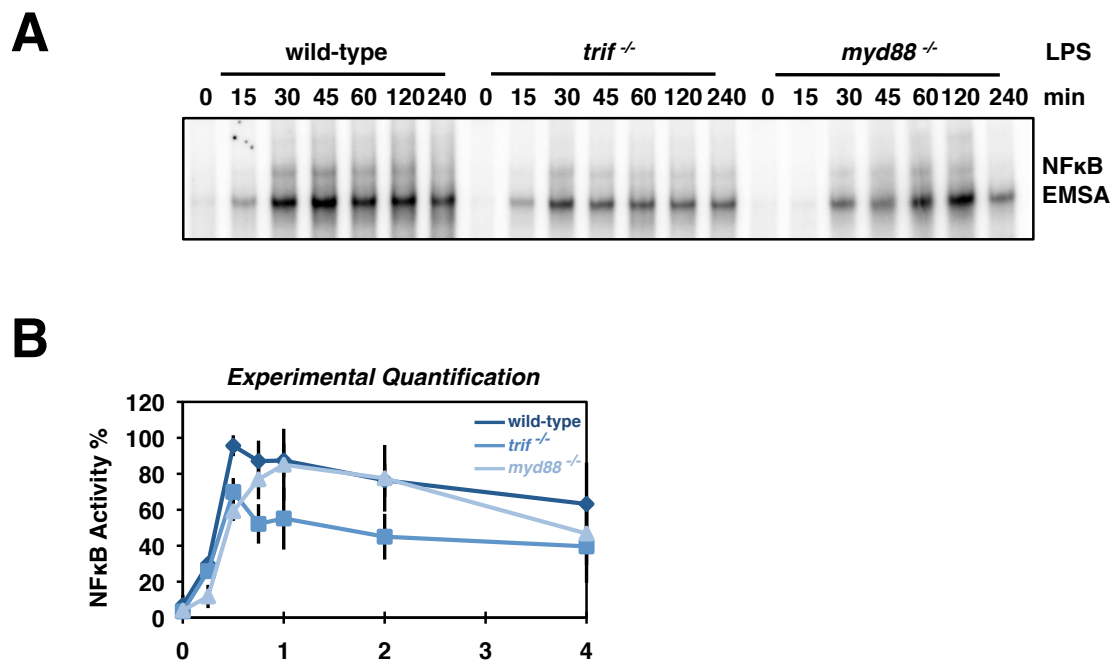 A
wild-type trif -/- myd88 -/- LPS
0 15 30 45 60 120 240 0 15 30 45 60 120 240 0 15 30 45 60 120 240 min
NFκB
EMSA
B
Experimental Quantification
NFκB Activity %
120
100
80
60
40
20
0
wild-type
trif -/-
myd88 -/-
0 1 2 3 4